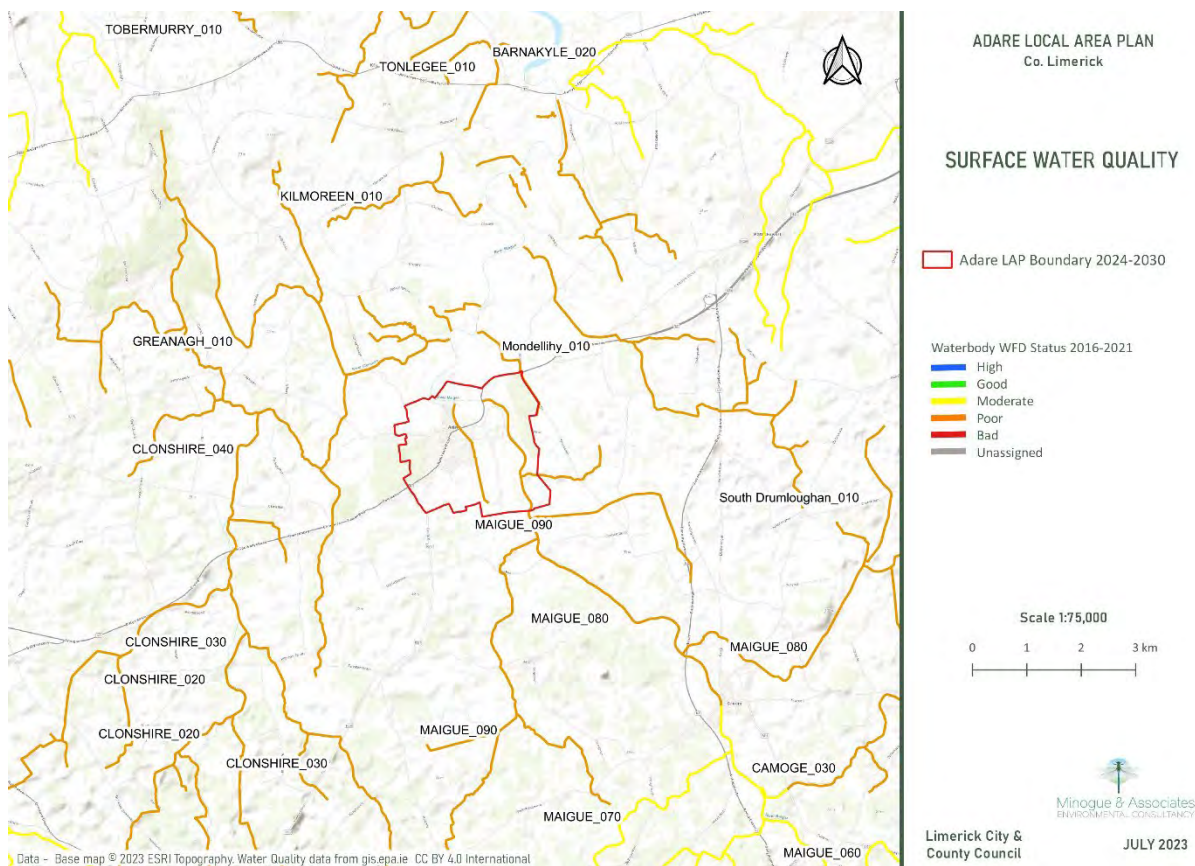 TOBERMURRY_010
BARNAKYLE_020
TONLEGEE_010
KILMOREEN_010
GREANAGH_010
Mondellihy_010
CLONSHIRE_040
South Drumloughan_010
MAIGUE_090
MAIGUE_080
CLONSHIRE_030
MAIGUE_080
CLONSHIRE_020
CLONSHIRE_020
MAIGUE_090
CLONSHIRE_030
CAMOGE_030
MAIGUE_070
MAIGUE_060
Data - Base map © 2023 ESRI Topography. Water Quality data from gis.epa.ie CC BY 4.0 International
ADARE LOCAL AREA PLAN
Co. Limerick
SURFACE WATER QUALITY
Adare LAP Boundary 2024-2030
Waterbody WFD Status 2016-2021
High
Good
Moderate
Poor
Bad
Unassigned
Scale 1:75,000
0 1 2 3 km
Minogue & Associates
ENVIRONMENTAL CONSULTANCY
Limerick City &
County Council
JULY 2023